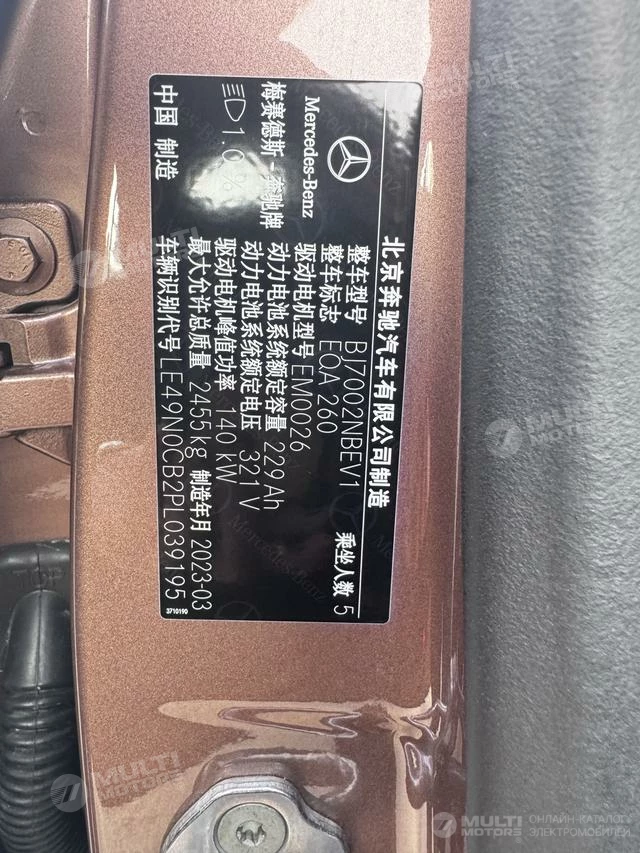 Mercedes-Benz
梅赛德斯-奔驰牌
1.0%
中国 制造
北京奔驰汽车有限公司制造
整车型号 BJ7002NBEV1 乘坐人数 5
整车标志 EQA 260
驱动电机型号 EM0026
动力电池系统额定容量 229Ah
动力电池系统额定电压 321V
驱动电机峰值功率 140 kW
最大允许总质量 2455kg 制造年月 2023-03
车辆识别代号 LE49N0CB2PL039195
3710190
TOP
MULTI MOTORS
ОНЛАЙН-КАТАЛОГ
ЭЛЕКТРОМОБИЛЕЙ